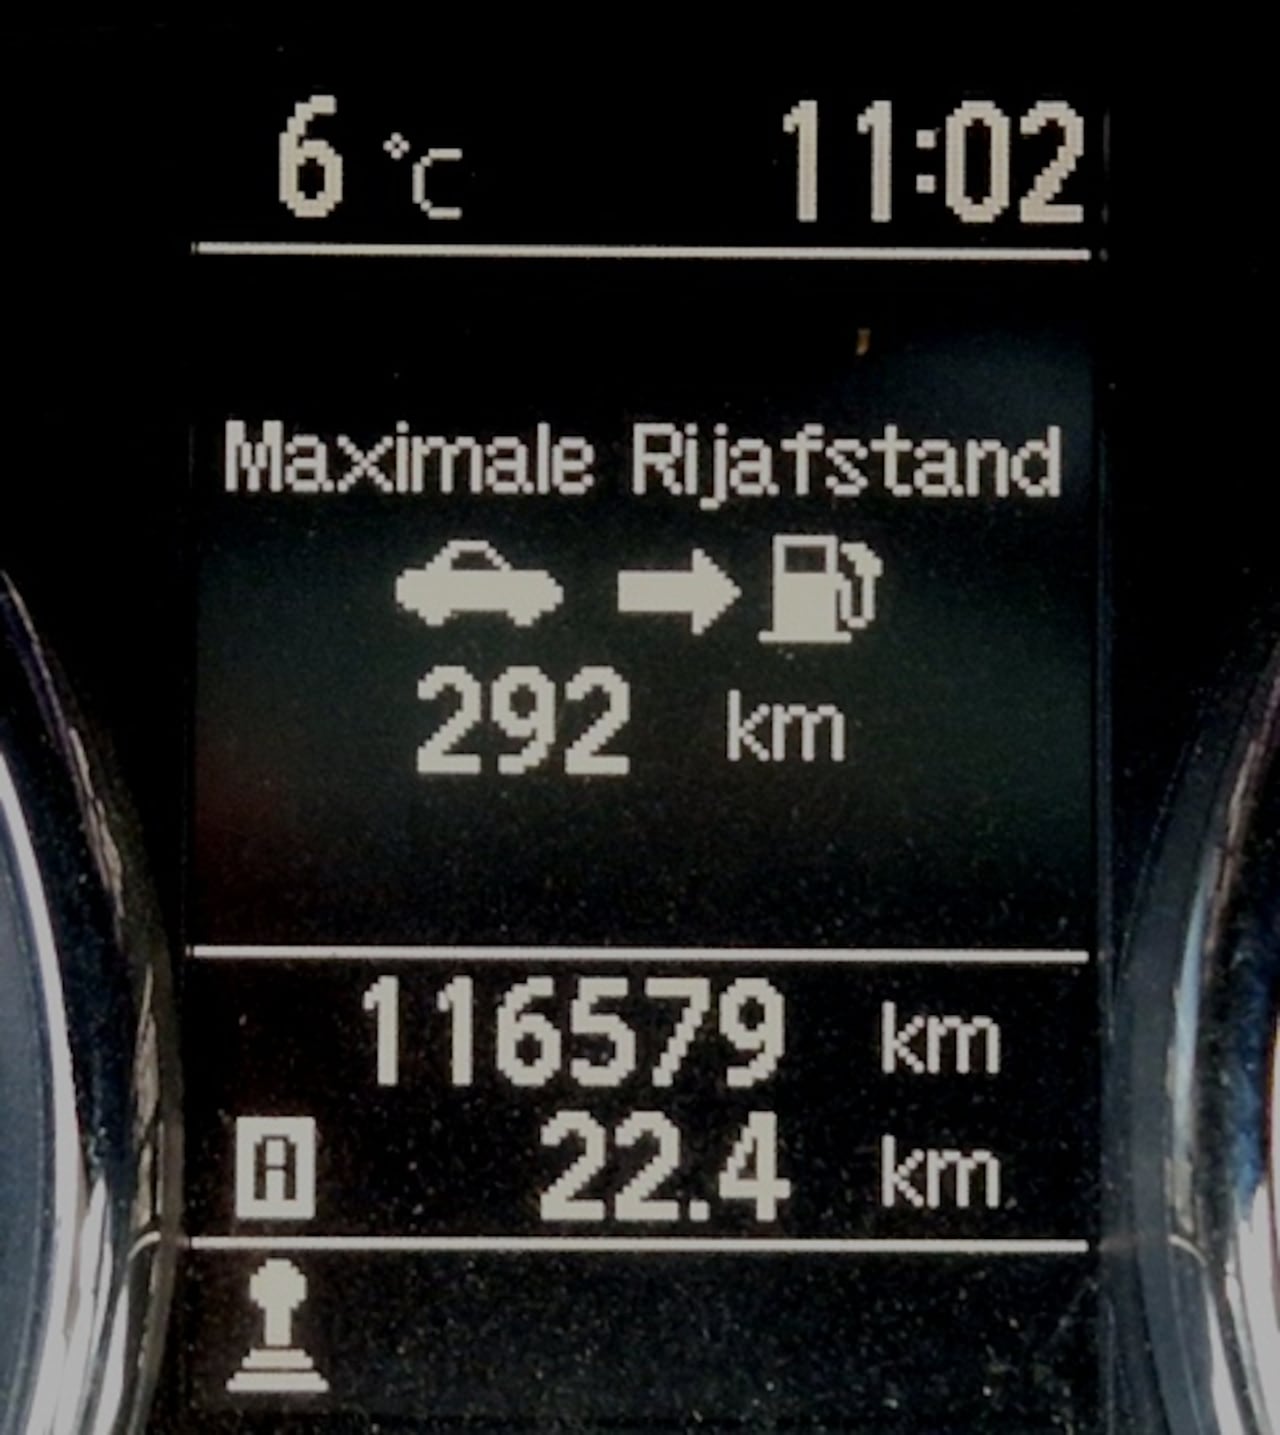 6 °C 11:02
Maximale Rijafstand
292 km
116579 km
A 22.4 km